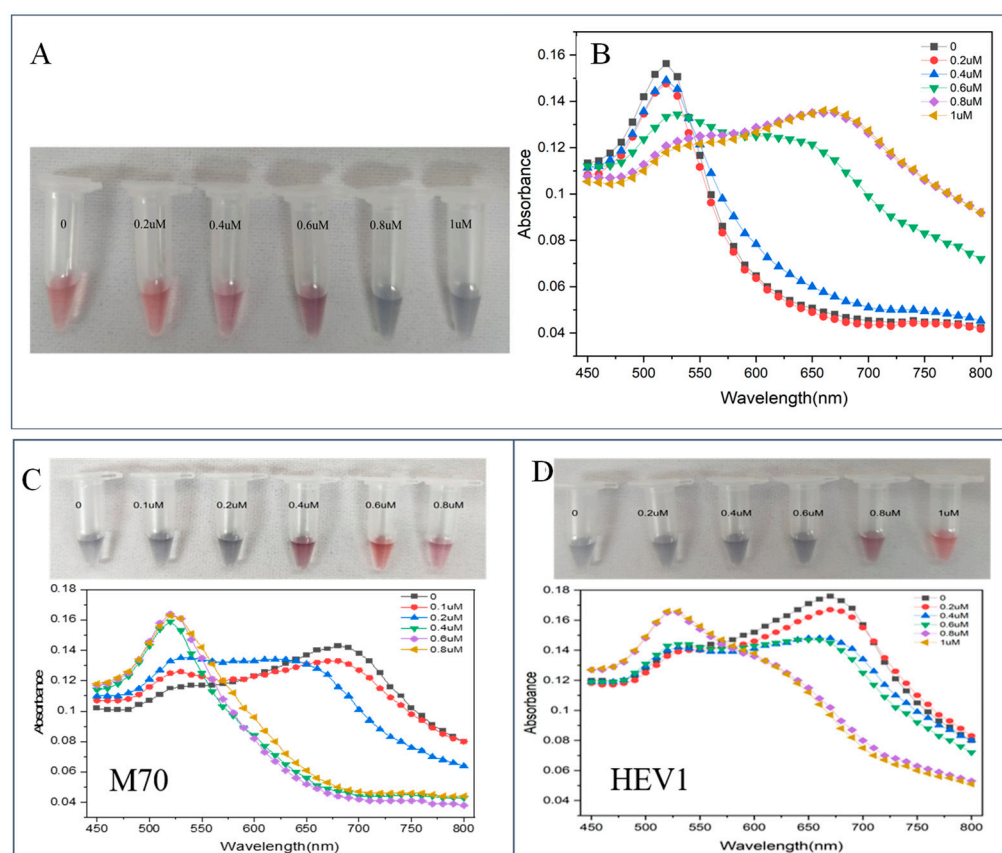 A
0
0.2uM
0.4uM
0.6uM
0.8uM
1uM
B
0
0.2uM
0.4uM
0.6uM
0.8uM
1uM
Absorbance
0.16
0.14
0.12
0.1
0.08
0.06
0.04
450 500 550 600 650 700 750 800
Wavelength(nm)
C
0 0.1uM 0.2uM 0.4uM 0.6uM 0.8uM
0
0.1uM
0.2uM
0.4uM
0.6uM
0.8uM
Absorbance
0.18
0.16
0.14
0.12
0.1
0.08
0.06
0.04
M70
450 500 550 600 650 700 750 800
Wavelength(nm)
D
0 0.2uM 0.4uM 0.6uM 0.8uM 1uM
0
0.2uM
0.4uM
0.6uM
0.8uM
1uM
Absorbance
0.18
0.16
0.14
0.12
0.1
0.08
0.06
0.04
HEV1
450 500 550 600 650 700 750 800
Wavelength(nm)